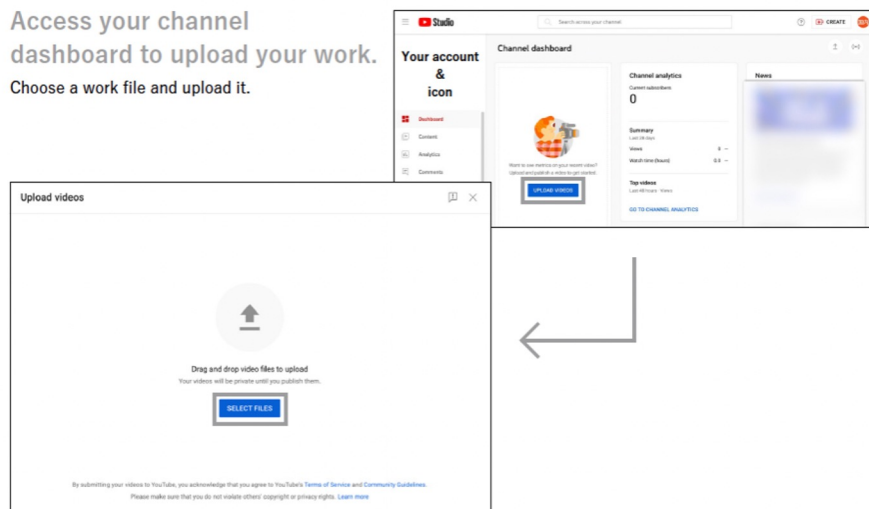 Access your channel
dashboard to upload your work.
Choose a work file and upload it.
Studio
Search across your channel
CREATE
Your account
&
icon
Dashboard
Content
Analytics
Comments
Channel dashboard
Want to see metrics on your recent video?
Upload and publish a video to get started.
UPLOAD VIDEOS
Channel analytics
Current subscribers
0
Summary
Last 28 days
Views
Watch time (hours)
Top videos
Last 48 hours · Views
GO TO CHANNEL ANALYTICS
News
Upload videos
Drag and drop video files to upload
Your videos will be private until you publish them.
SELECT FILES
By submitting your videos to YouTube, you acknowledge that you agree to YouTube's Terms of Service and Community Guidelines.
Please make sure that you do not violate others' copyright or privacy rights. Learn more